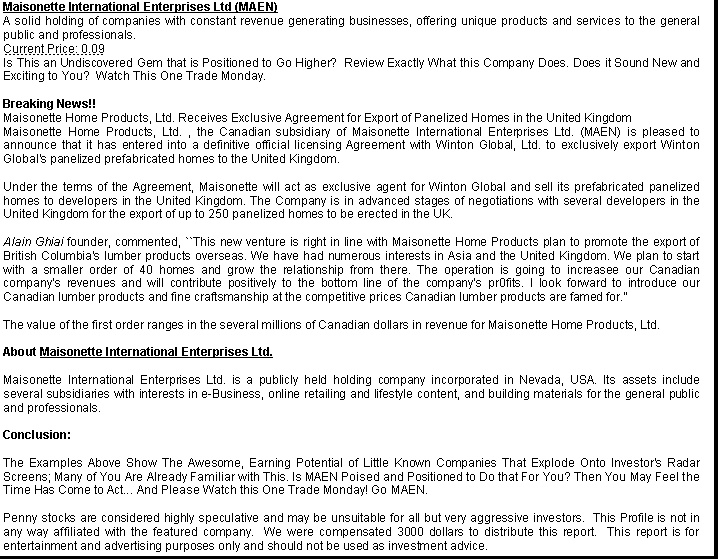 Maisonette International Enterprises Ltd (MAEN)
A solid holding of companies with constant revenue generating businesses, offering unique products and services to the general
public and professionals.
Current Price: 0.09
Is This an Undiscovered Gem that is Positioned to Go Higher?  Review Exactly What this Company Does. Does it Sound New and
Exciting to You?  Watch This One Trade Monday.
Breaking News!!
Maisonette Home Products, Ltd. Receives Exclusive Agreement for Export of Panelized Homes in the United Kingdom
Maisonette Home Products, Ltd. , the Canadian subsidiary of Maisonette International Enterprises Ltd. (MAEN) is pleased to
announce that it has entered into a definitive official licensing Agreement with Winton Global, Ltd. to exclusively export Winton
Global's panelized prefabricated homes to the United Kingdom.
Under the terms of the Agreement, Maisonette will act as exclusive agent for Winton Global and sell its prefabricated panelized
homes to developers in the United Kingdom. The Company is in advanced stages of negotiations with several developers in the
United Kingdom for the export of up to 250 panelized homes to be erected in the UK.
Alain Ghiai founder, commented, ``This new venture is right in line with Maisonette Home Products plan to promote the export of
British Columbia's lumber products overseas. We have had numerous interests in Asia and the United Kingdom. We plan to start
with a smaller order of 40 homes and grow the relationship from there. The operation is going to increasee our Canadian
company's revenues and will contribute positively to the bottom line of the company's pr0fits. I look forward to introduce our
Canadian lumber products and fine craftsmanship at the competitive prices Canadian lumber products are famed for."
The value of the first order ranges in the several millions of Canadian dollars in revenue for Maisonette Home Products, Ltd.
About Maisonette International Enterprises Ltd.
Maisonette International Enterprises Ltd. is a publicly held holding company incorporated in Nevada, USA. Its assets include
several subsidiaries with interests in e-Business, online retailing and lifestyle content, and building materials for the general public
and professionals.
Conclusion:
The Examples Above Show The Awesome, Earning Potential of Little Known Companies That Explode Onto Investor's Radar
Screens; Many of You Are Already Familiar with This. Is MAEN Poised and Positioned to Do that For You? Then You May Feel the
Time Has Come to Act... And Please Watch this One Trade Monday! Go MAEN.
Penny stocks are considered highly speculative and may be unsuitable for all but very aggressive investors.  This Profile is not in
any way affiliated with the featured company.  We were compensated 3000 dollars to distribute this report.  This report is for
entertainment and advertising purposes only and should not be used as investment advice.